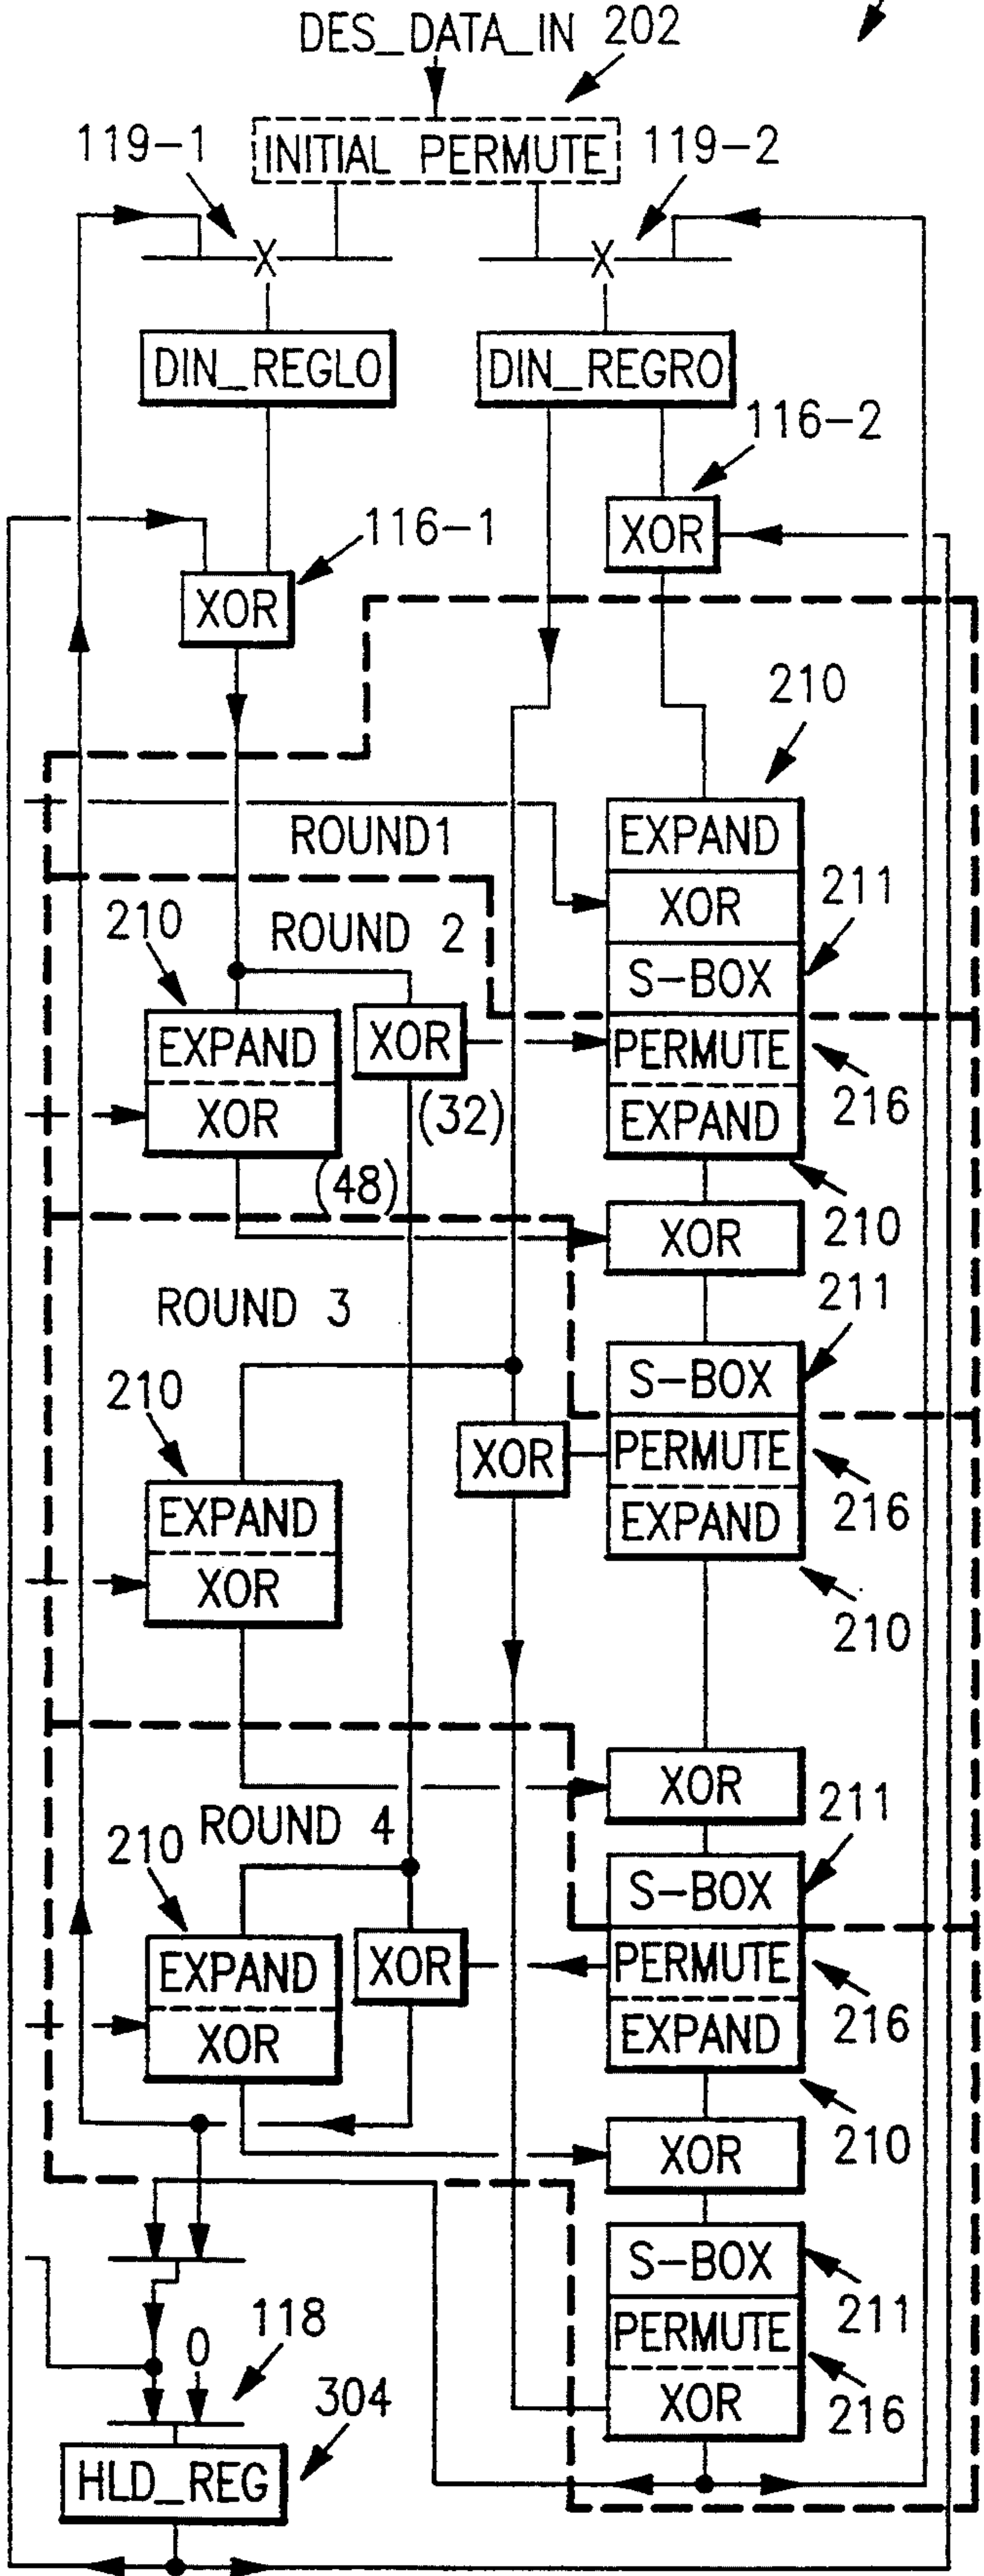 DES_DATA_IN 202
119-1 INITIAL PERMUTE 119-2
X X
DIN_REGLO DIN_REGRO
116-2
XOR
116-1
XOR
210
EXPAND
ROUND1
XOR 211
210 ROUND 2
S-BOX
EXPAND XOR PERMUTE
XOR (32) EXPAND 216
(48)
XOR 210
ROUND 3 211
210 S-BOX
XOR PERMUTE
EXPAND EXPAND 216
XOR
210
XOR 211
ROUND 4
210 S-BOX
EXPAND XOR PERMUTE
XOR EXPAND 216
XOR 210
S-BOX
118 PERMUTE 211
0
304 XOR 216
HLD_REG